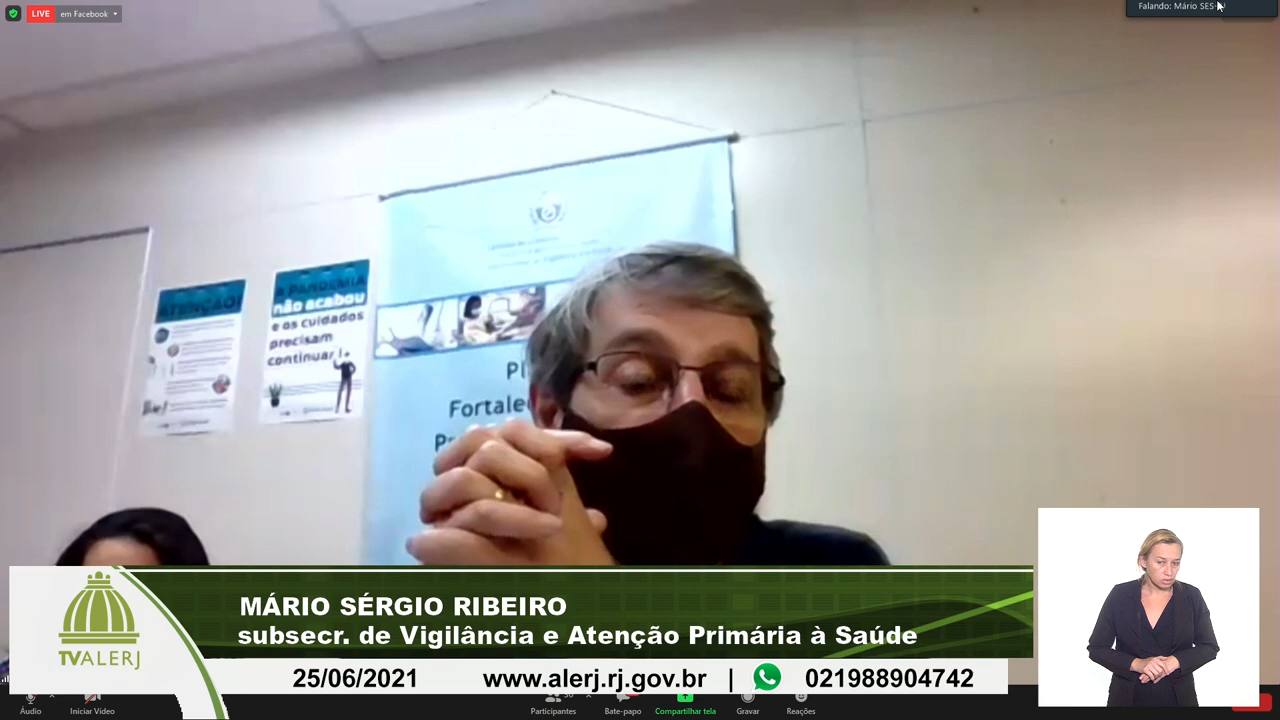 LIVE em Facebook
Falando: Mário SES-
ATENÇÃO!
A PANDEMIA
não acabou
e os cuidados
precisam
continuar!
Fortale
MÁRIO SÉRGIO RIBEIRO
subsecr. de Vigilância e Atenção Primária à Saúde
TVALERJ
25/06/2021 www.alerj.rj.gov.br | 021988904742
Áudio Iniciar Vídeo Participantes Bate-papo Compartilhar tela Gravar Reações